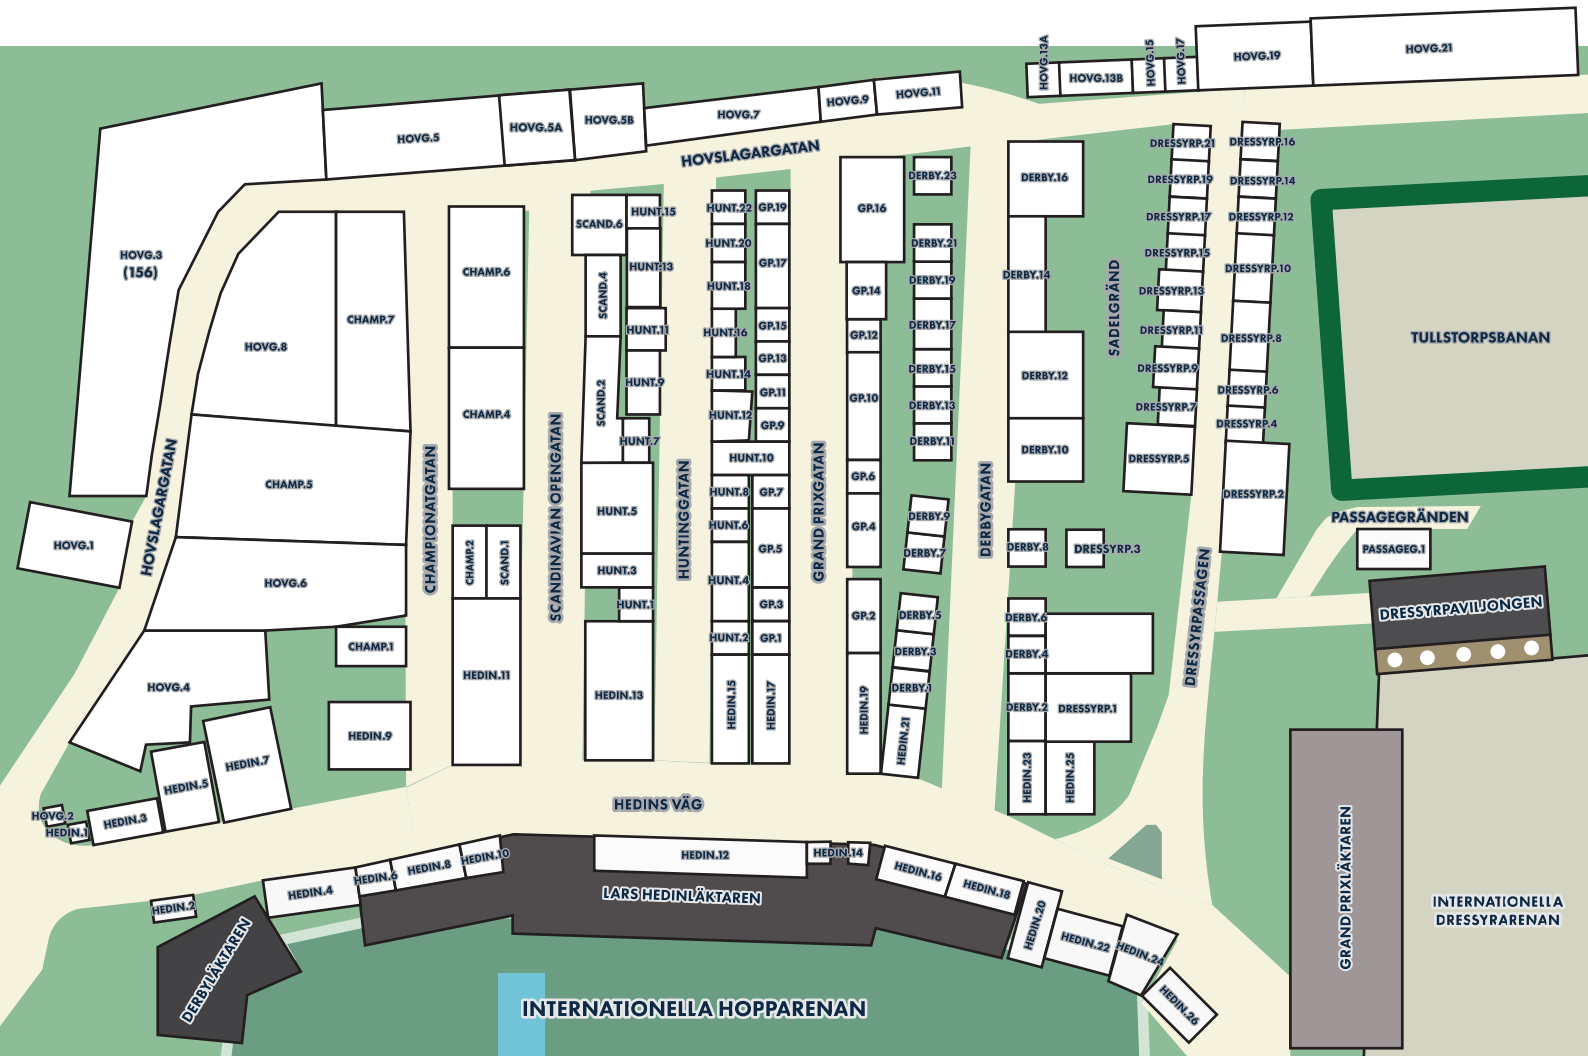 HOVG.13A
HOVG.13B
HOVG.15
HOVG.17
HOVG.19
HOVG.21
HOVG.5
HOVG.5A
HOVG.5B
HOVG.7
HOVG.9
HOVG.11
HOVSLAGARGATAN
HOVG.3
(156)
HOVG.8
CHAMP.7
CHAMP.5
HOVG.6
HOVG.1
HOVSLAGARGATAN
CHAMP.1
HOVG.4
HEDIN.9
HEDIN.7
HEDIN.5
HEDIN.3
HOVG.2
HEDIN.1
CHAMPIONATGATAN
CHAMP.6
CHAMP.4
CHAMP.2
SCAND.1
HEDIN.11
SCANDINAVIAN OPENGATAN
SCAND.6
SCAND.4
SCAND.2
HUNT.15
HUNT.13
HUNT.11
HUNT.9
HUNT.7
HUNT.5
HUNT.3
HUNT.1
HEDIN.13
HUNTINGGATAN
HUNT.22
HUNT.20
HUNT.18
HUNT.16
HUNT.14
HUNT.12
HUNT.10
HUNT.8
HUNT.6
HUNT.4
HUNT.2
HEDIN.15
GP.19
GP.17
GP.15
GP.13
GP.11
GP.9
GP.7
GP.5
GP.3
GP.1
HEDIN.17
GRAND PRIXGATAN
GP.16
GP.14
GP.12
GP.10
GP.6
GP.4
GP.2
HEDIN.19
DERBY.23
DERBY.21
DERBY.19
DERBY.17
DERBY.15
DERBY.13
DERBY.11
DERBY.9
DERBY.7
DERBY.5
DERBY.3
DERBY.1
HEDIN.21
DERBYGATAN
DERBY.16
DERBY.14
DERBY.12
DERBY.10
DERBY.8
DRESSYRP.3
DERBY.6
DERBY.4
DERBY.2
DRESSYRP.1
HEDIN.23
HEDIN.25
SADELGRÄND
DRESSYRP.21
DRESSYRP.19
DRESSYRP.17
DRESSYRP.15
DRESSYRP.13
DRESSYRP.11
DRESSYRP.9
DRESSYRP.7
DRESSYRP.5
DRESSYRP.16
DRESSYRP.14
DRESSYRP.12
DRESSYRP.10
DRESSYRP.8
DRESSYRP.6
DRESSYRP.4
DRESSYRP.2
DRESSYRPASSAGEN
TULLSTORPSBANAN
PASSAGEGRÄNDEN
PASSAGEG.1
DRESSYRPAVILJONGEN
HEDINS VÄG
HEDIN.2
HEDIN.4
HEDIN.6
HEDIN.8
HEDIN.10
HEDIN.12
HEDIN.14
HEDIN.16
HEDIN.18
HEDIN.20
HEDIN.22
HEDIN.24
HEDIN.26
LARS HEDINLÄKTAREN
DERBYLÄKTAREN
INTERNATIONELLA HOPPARENAN
GRAND PRIXLÄKTAREN
INTERNATIONELLA
DRESSYRARENAN